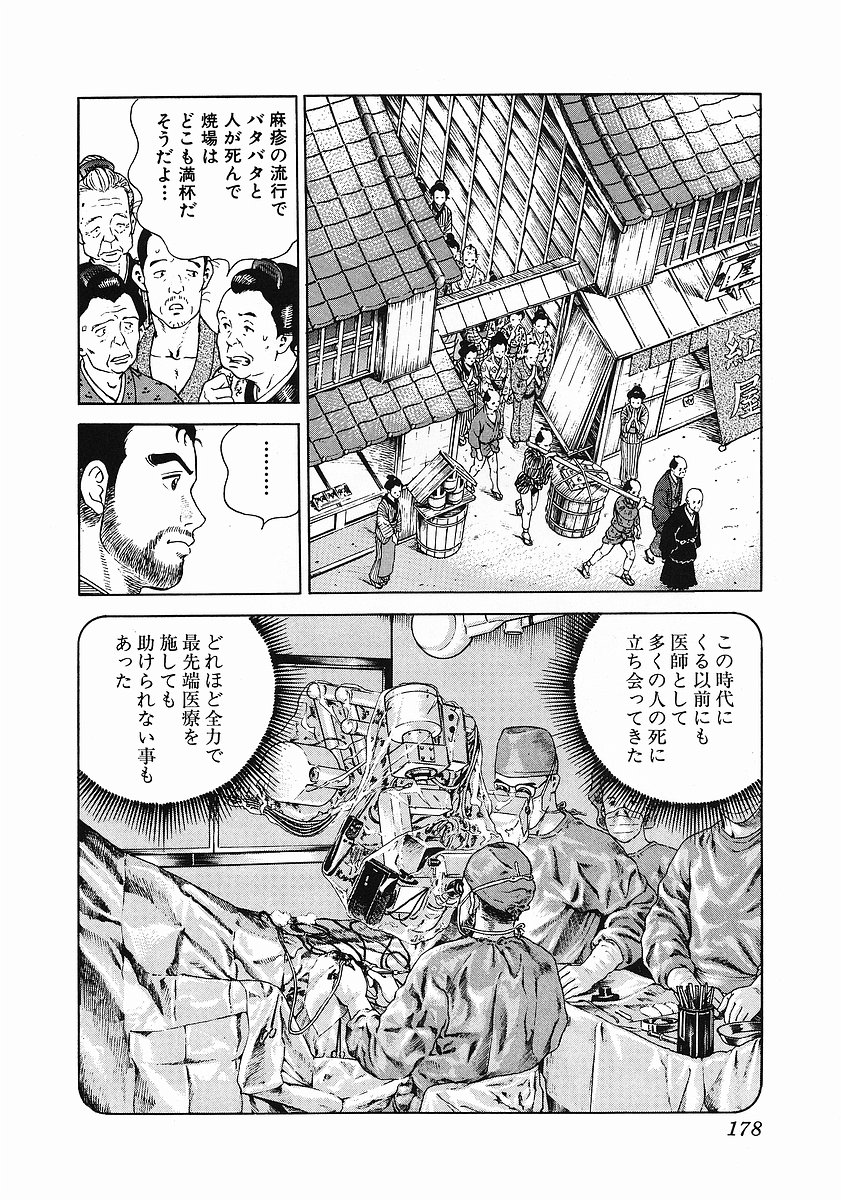 紅屋
屋
麻疹の流行で
バタバタと
人が死んで
焼場は
どこも満杯だ
そうだよ…
………
この時代に
くる以前にも
医師として
多くの人の死に
立ち会ってきた
どれほど全力で
最先端医療を
施しても
助けられない事も
あった
178